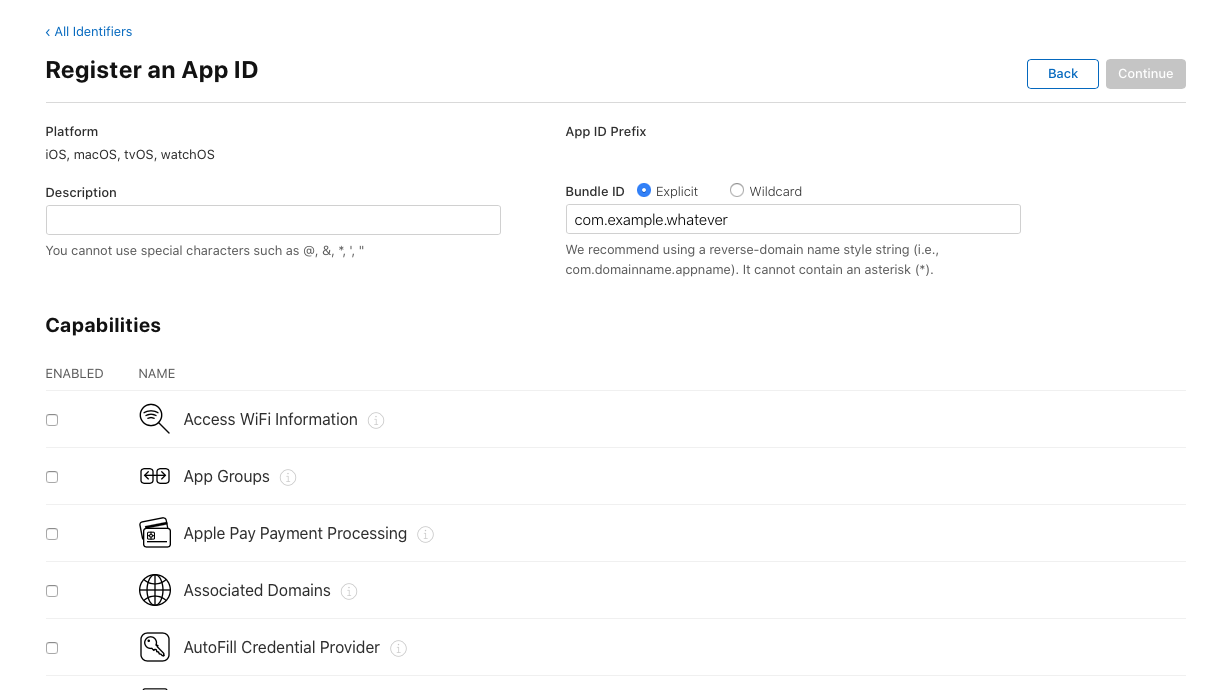 ‹ All Identifiers
Register an App ID
Back
Continue
Platform
iOS, macOS, tvOS, watchOS
App ID Prefix
Description
You cannot use special characters such as @, &, *, ', "
Bundle ID Explicit Wildcard
com.example.whatever
We recommend using a reverse-domain name style string (i.e.,
com.domainname.appname). It cannot contain an asterisk (*).
Capabilities
ENABLED NAME
Access WiFi Information
App Groups
Apple Pay Payment Processing
Associated Domains
AutoFill Credential Provider